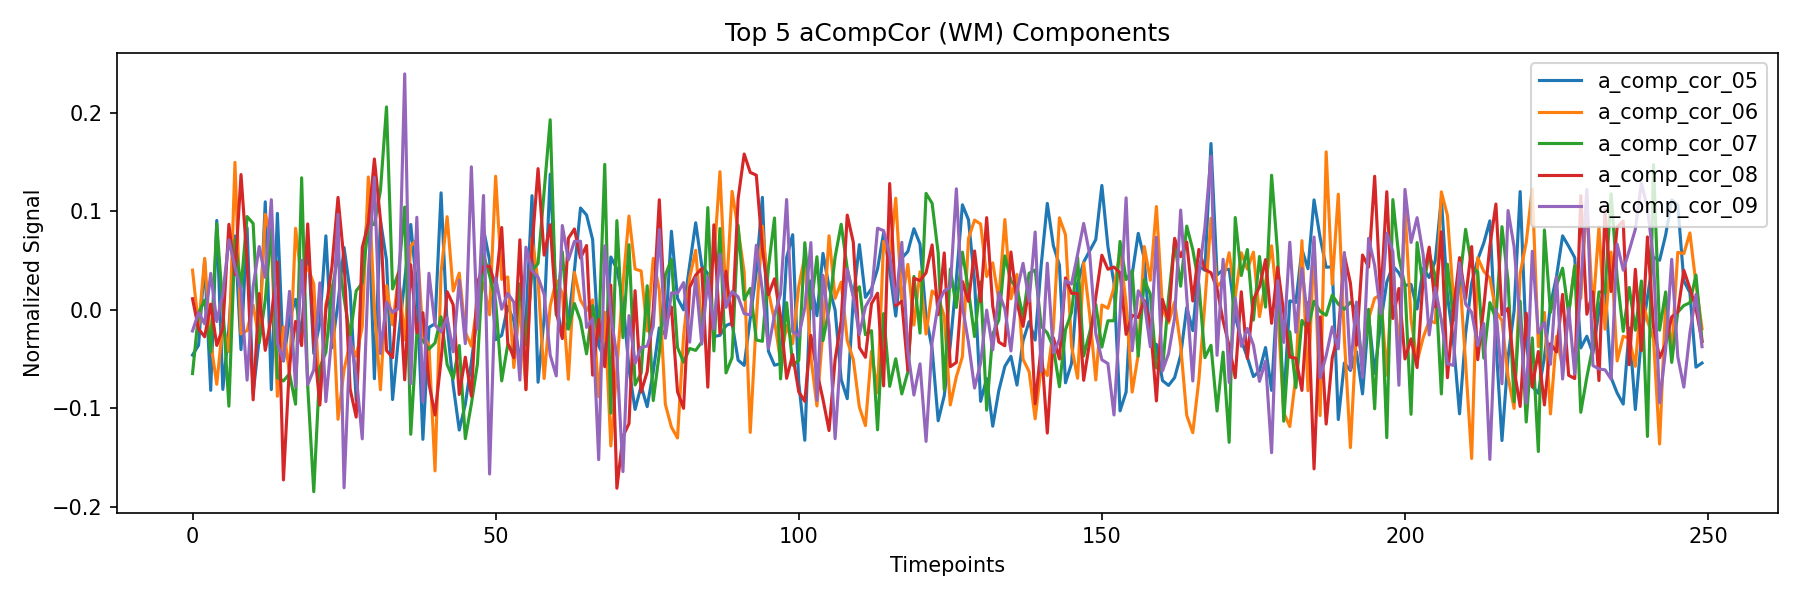 Top 5 aCompCor (WM) Components
Normalized Signal
0.2
0.1
0.0
−0.1
−0.2
a_comp_cor_05
a_comp_cor_06
a_comp_cor_07
a_comp_cor_08
a_comp_cor_09
0 50 100 150 200 250
Timepoints